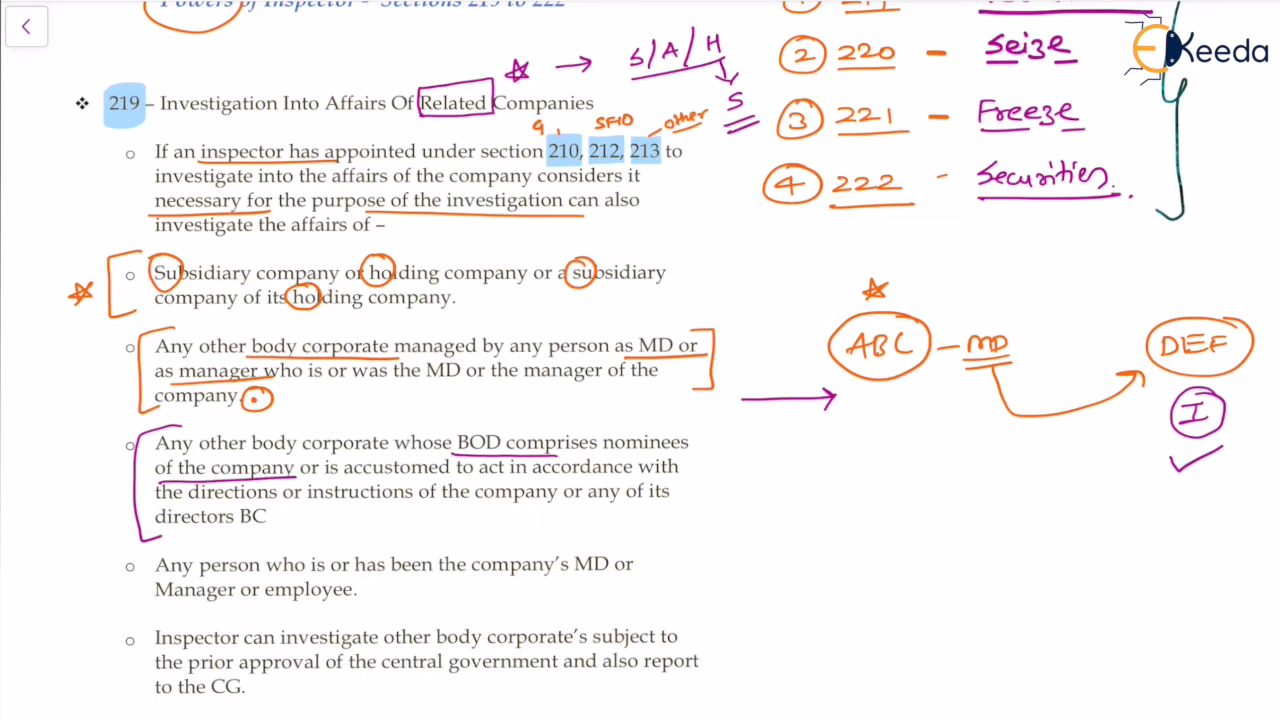 Powers of Inspector - Sections 219 to 222
② 220 - Seize
③ 221 - Freeze
④ 222 - Securities.
Keeda
S/A/H
S
❖ 219 – Investigation Into Affairs Of Related Companies
SFIO
other
o If an inspector has appointed under section 210, 212, 213 to
investigate into the affairs of the company considers it
necessary for the purpose of the investigation can also
investigate the affairs of –
o Subsidiary company or holding company or a subsidiary
company of its holding company.
o Any other body corporate managed by any person as MD or
as manager who is or was the MD or the manager of the
company.
ABC - MD
DEF
I
o Any other body corporate whose BOD comprises nominees
of the company or is accustomed to act in accordance with
the directions or instructions of the company or any of its
directors BC
o Any person who is or has been the company's MD or
Manager or employee.
o Inspector can investigate other body corporate's subject to
the prior approval of the central government and also report
to the CG.